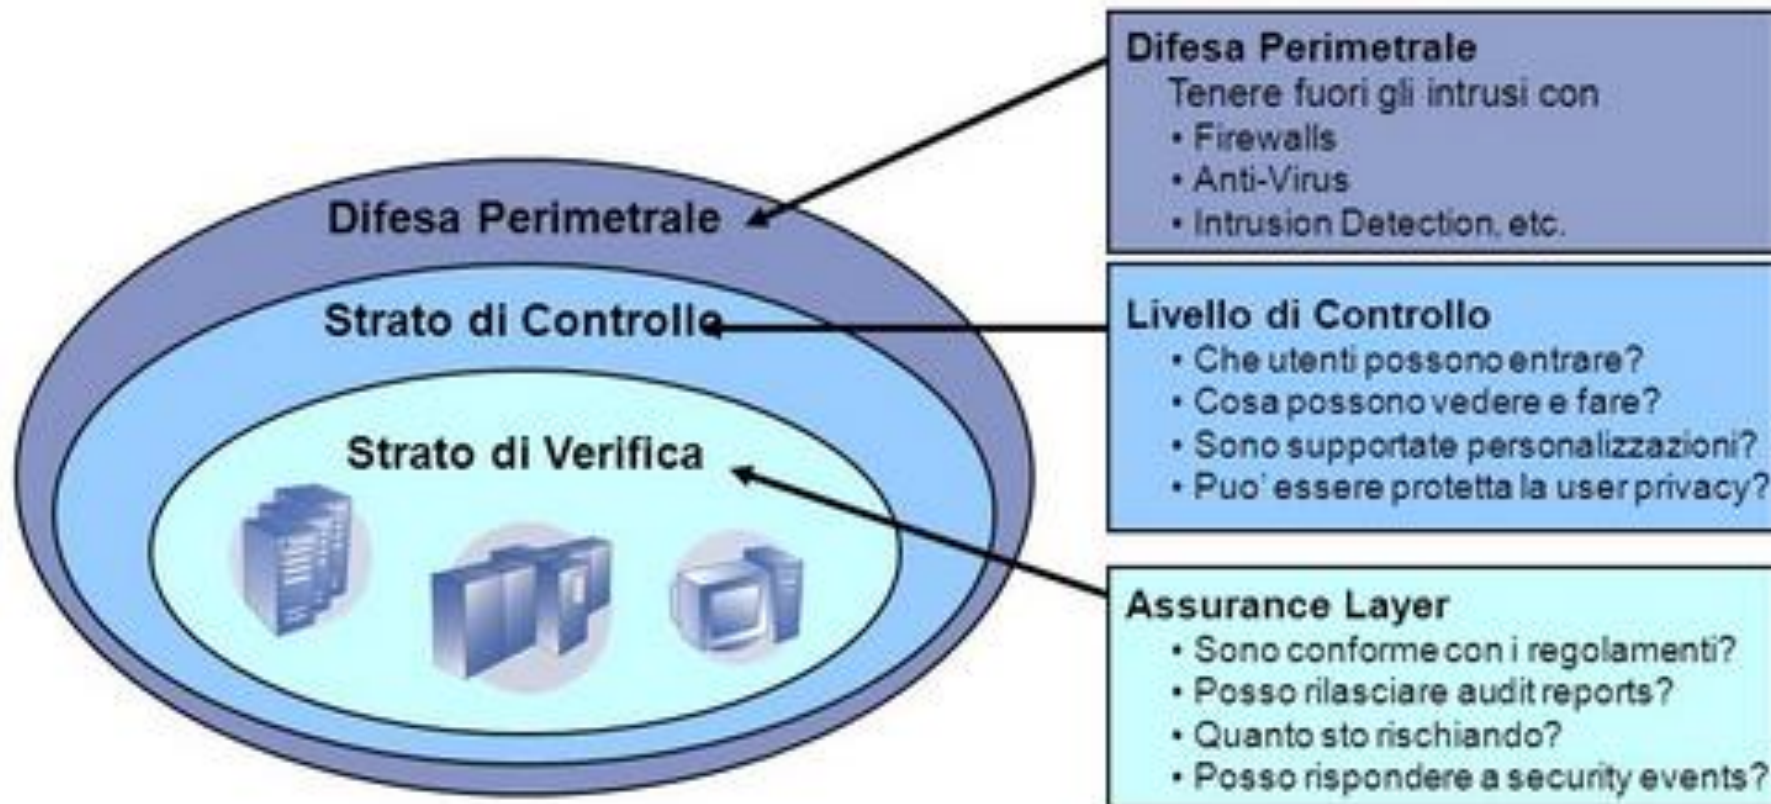 Difesa Perimetrale
Strato di Controllo
Strato di Verifica
Difesa Perimetrale
Tenere fuori gli intrusi con
• Firewalls
• Anti-Virus
• Intrusion Detection, etc.
Livello di Controllo
• Che utenti possono entrare?
• Cosa possono vedere e fare?
• Sono supportate personalizzazioni?
• Puo' essere protetta la user privacy?
Assurance Layer
• Sono conforme con i regolamenti?
• Posso rilasciare audit reports?
• Quanto sto rischiando?
• Posso rispondere a security events?